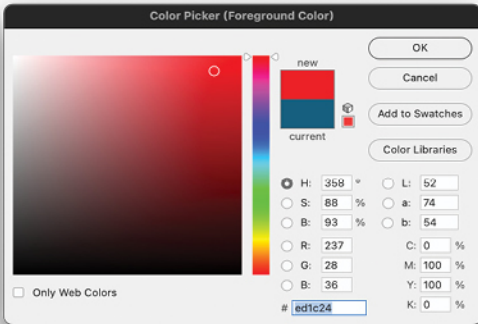 Color Picker (Foreground Color)
new
current
OK
Cancel
Add to Swatches
Color Libraries
H: 358 °
S: 88 %
B: 93 %
R: 237
G: 28
B: 36
# ed1c24
L: 52
a: 74
b: 54
C: 0 %
M: 100 %
Y: 100 %
K: 0 %
Only Web Colors